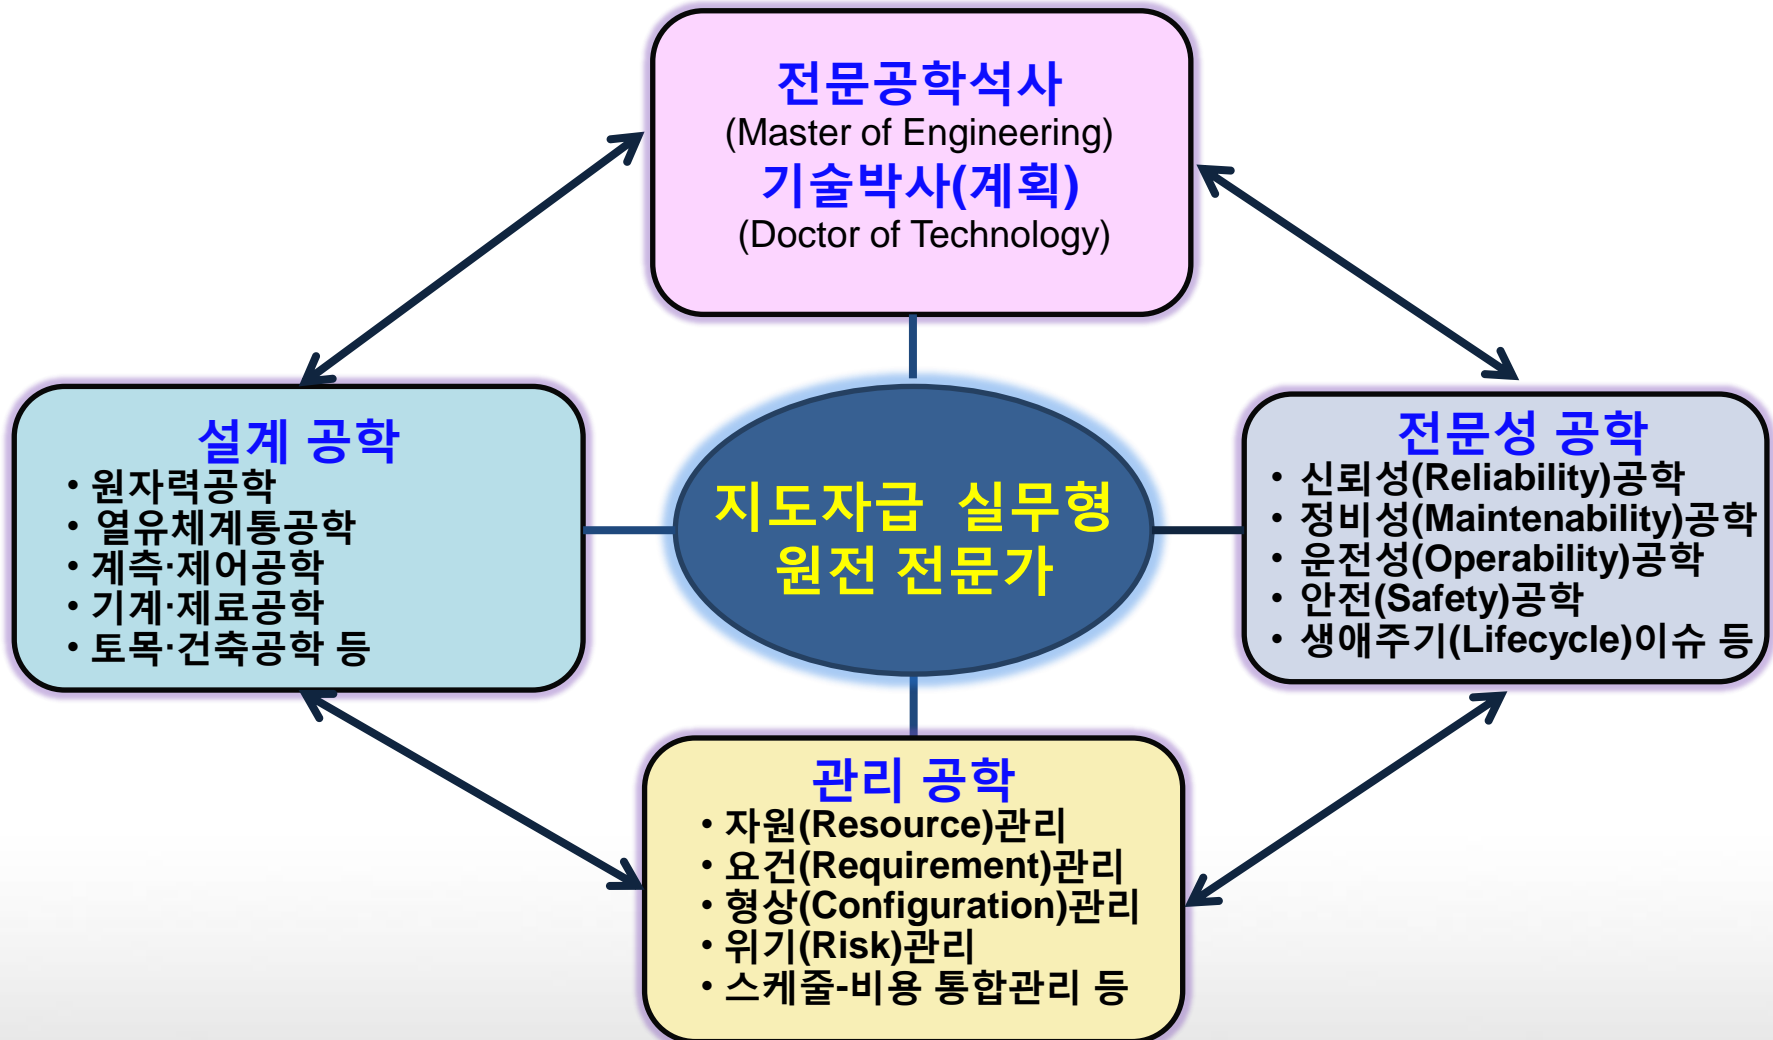 전문공학석사
(Master of Engineering)
기술박사(계획)
(Doctor of Technology)
설계 공학
• 원자력공학
• 열유체계통공학
• 계측·제어공학
• 기계·제료공학
• 토목·건축공학 등
지도자급 실무형
원전 전문가
전문성 공학
• 신뢰성(Reliability)공학
• 정비성(Maintenability)공학
• 운전성(Operability)공학
• 안전(Safety)공학
• 생애주기(Lifecycle)이슈 등
관리 공학
• 자원(Resource)관리
• 요건(Requirement)관리
• 형상(Configuration)관리
• 위기(Risk)관리
• 스케줄-비용 통합관리 등